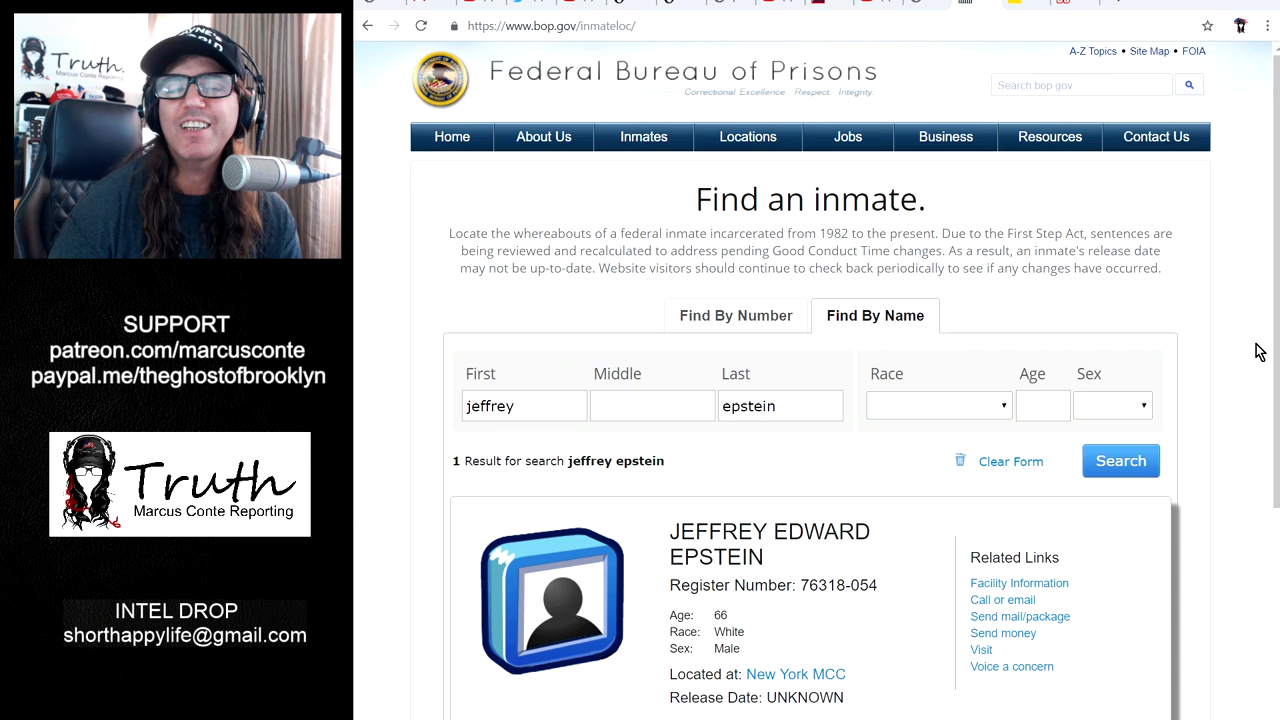 Truth.
Marcus Conte Reporting
SUPPORT
patreon.com/marcusconte
paypal.me/theghostofbrooklyn
Truth
Marcus Conte Reporting
INTEL DROP
shorthappylife@gmail.com
https://www.bop.gov/inmateloc/
A-Z Topics • Site Map • FOIA
Federal Bureau of Prisons
Correctional Excellence. Respect. Integrity.
Search bop gov
Home About Us Inmates Locations Jobs Business Resources Contact Us
Find an inmate.
Locate the whereabouts of a federal inmate incarcerated from 1982 to the present. Due to the First Step Act, sentences are
being reviewed and recalculated to address pending Good Conduct Time changes. As a result, an inmate's release date
may not be up-to-date. Website visitors should continue to check back periodically to see if any changes have occurred.
Find By Number Find By Name
First Middle Last Race Age Sex
jeffrey epstein
1 Result for search jeffrey epstein Clear Form Search
JEFFREY EDWARD
EPSTEIN
Register Number: 76318-054
Age: 66
Race: White
Sex: Male
Located at: New York MCC
Release Date: UNKNOWN
Related Links
Facility Information
Call or email
Send mail/package
Send money
Visit
Voice a concern